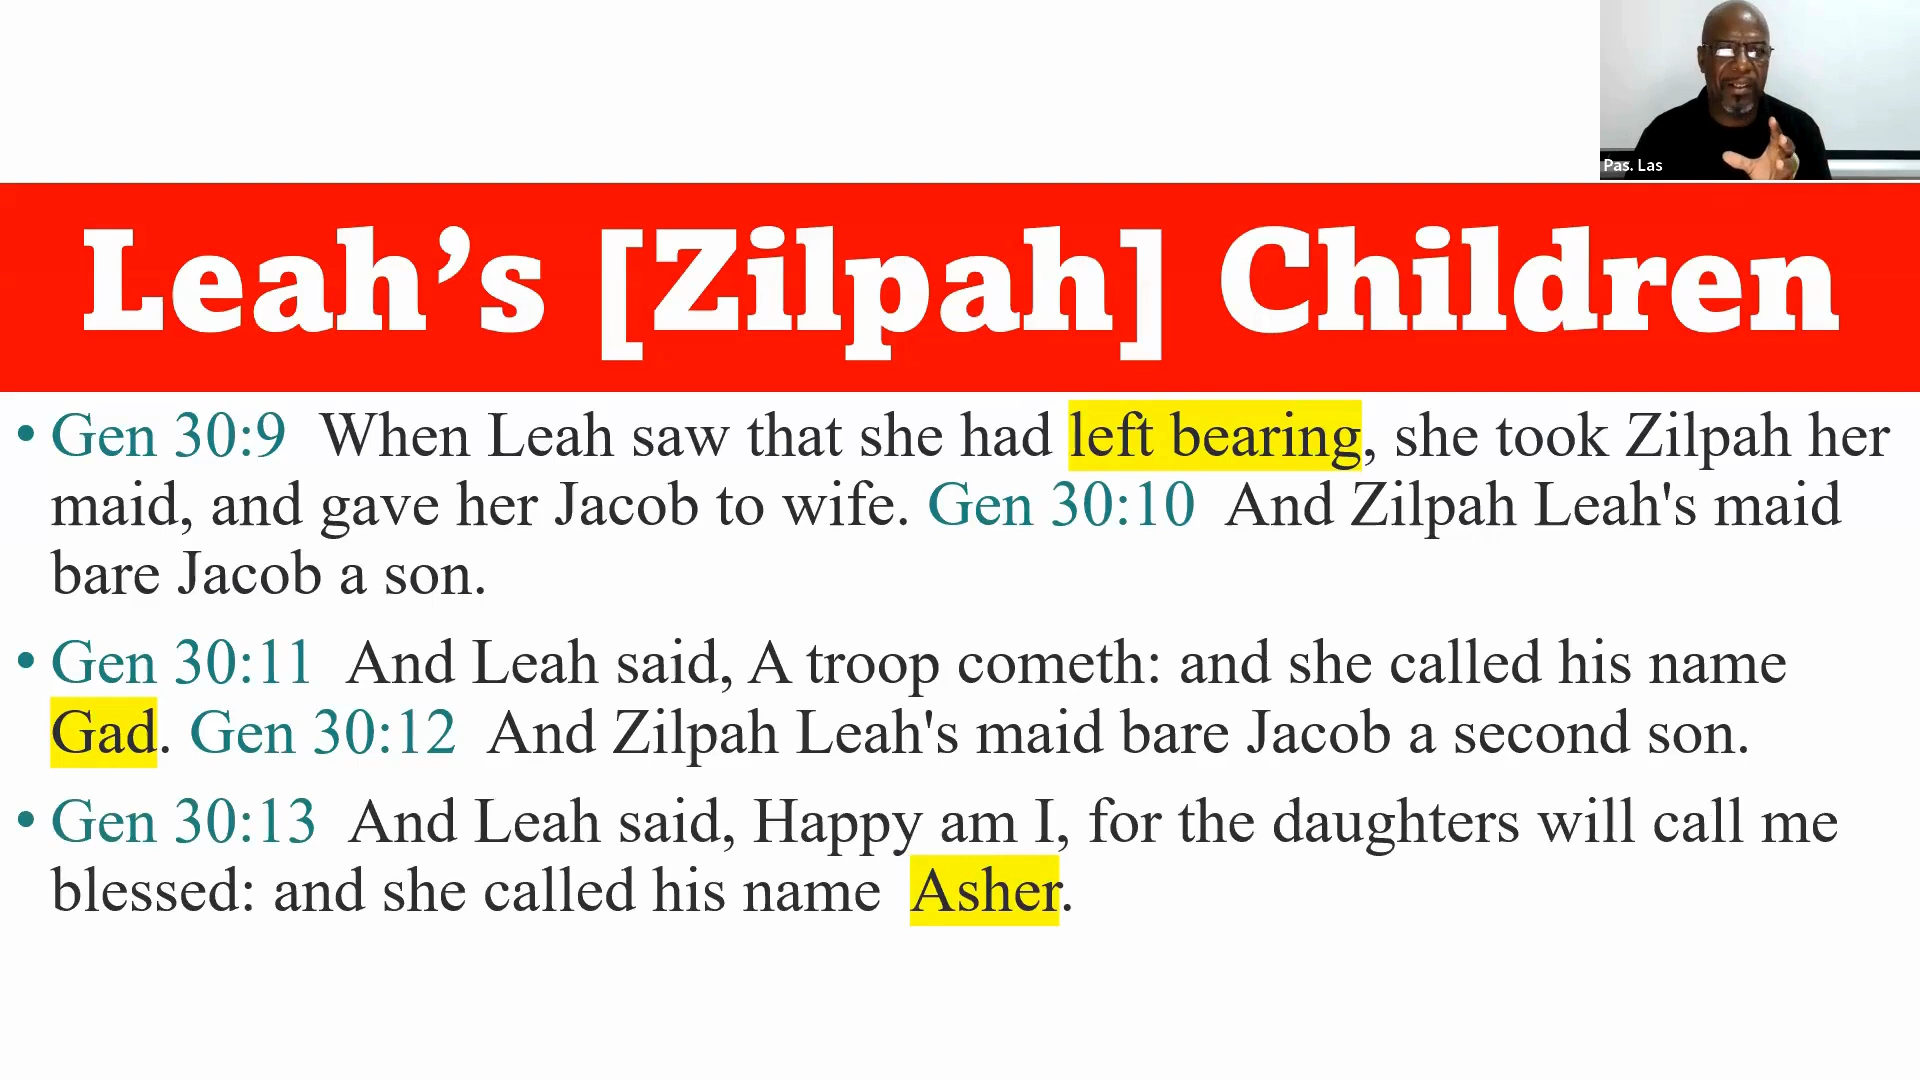 Pas. Las
Leah’s [Zilpah] Children
• Gen 30:9 When Leah saw that she had left bearing, she took Zilpah her
maid, and gave her Jacob to wife. Gen 30:10 And Zilpah Leah's maid
bare Jacob a son.
• Gen 30:11 And Leah said, A troop cometh: and she called his name
Gad. Gen 30:12 And Zilpah Leah's maid bare Jacob a second son.
• Gen 30:13 And Leah said, Happy am I, for the daughters will call me
blessed: and she called his name Asher.